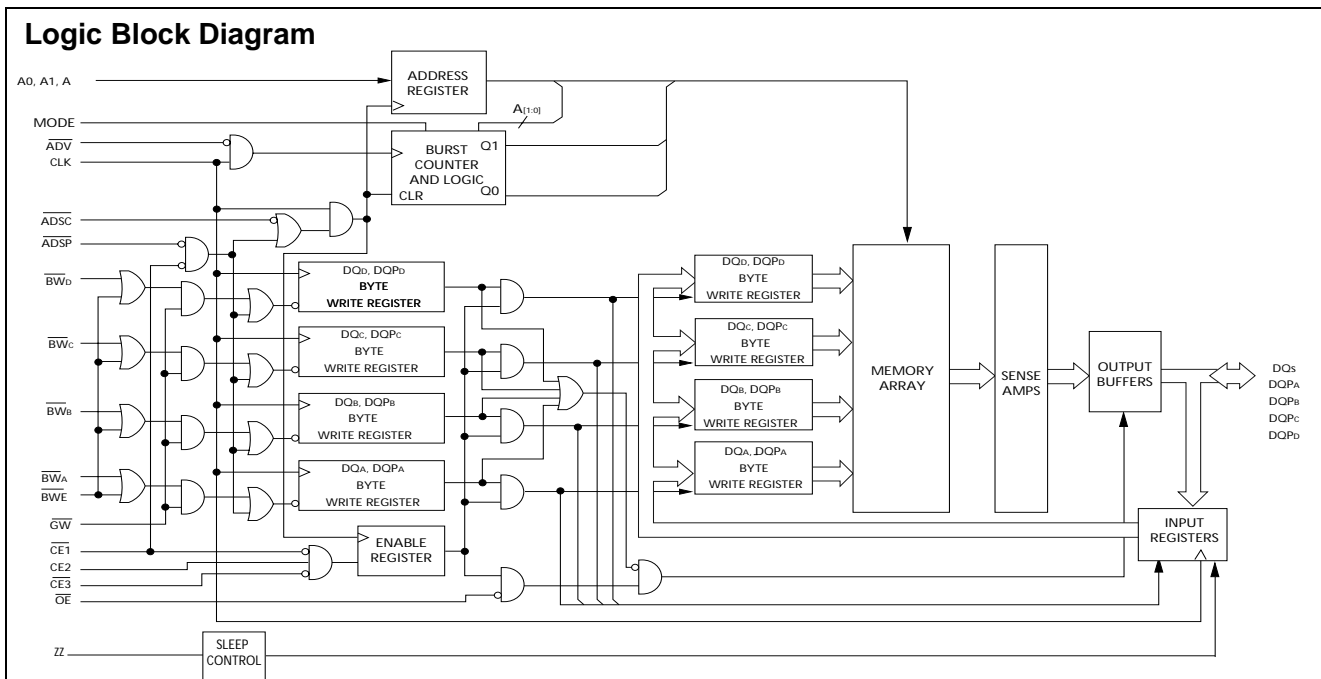 Logic Block Diagram
A0, A1, A
ADDRESS
REGISTER
A[1:0]
MODE
ADV
CLK
BURST
COUNTER
AND LOGIC
CLR
Q1
Q0
ADSC
ADSP
BWD
DQD, DQPD
BYTE
WRITE REGISTER
DQD, DQPD
BYTE
WRITE REGISTER
BWC
DQC, DQPC
BYTE
WRITE REGISTER
DQC, DQPC
BYTE
WRITE REGISTER
MEMORY
ARRAY
SENSE
AMPS
OUTPUT
BUFFERS
DQS
DQPA
DQPB
DQPC
DQPD
BWB
DQB, DQPB
BYTE
WRITE REGISTER
DQB, DQPB
BYTE
WRITE REGISTER
BWA
BWE
DQA, DQPA
BYTE
WRITE REGISTER
DQA, DQPA
BYTE
WRITE REGISTER
GW
CE1
CE2
CE3
OE
ENABLE
REGISTER
INPUT
REGISTERS
ZZ
SLEEP
CONTROL